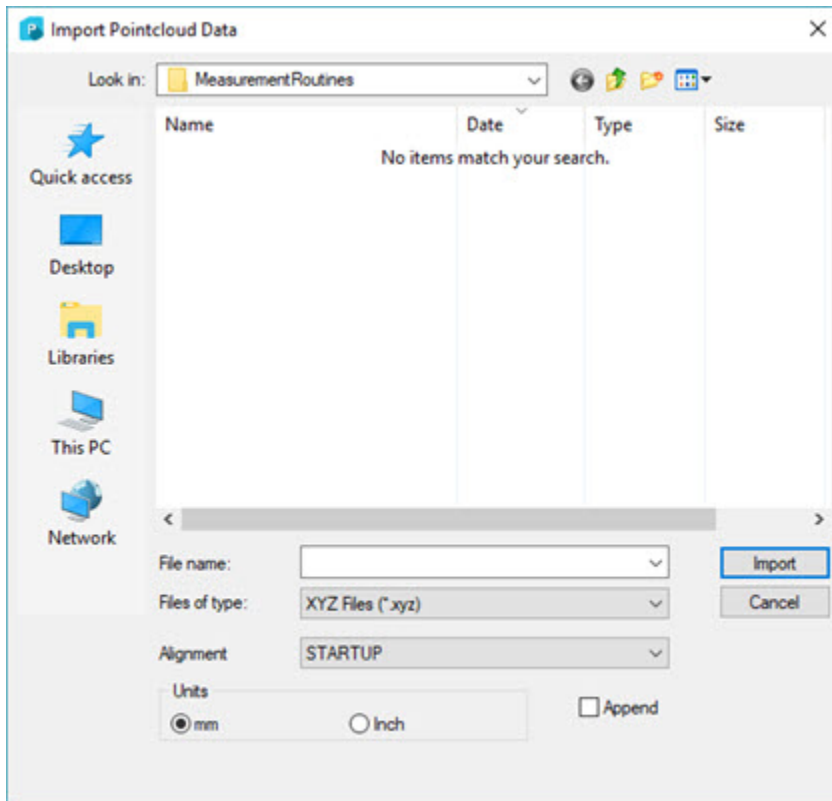 Import Pointcloud Data
Look in: MeasurementRoutines
Name Date Type Size
No items match your search.
Quick access
Desktop
Libraries
This PC
Network
File name: Import
Files of type: XYZ Files (*.xyz) Cancel
Alignment STARTUP
Units
mm Inch Append